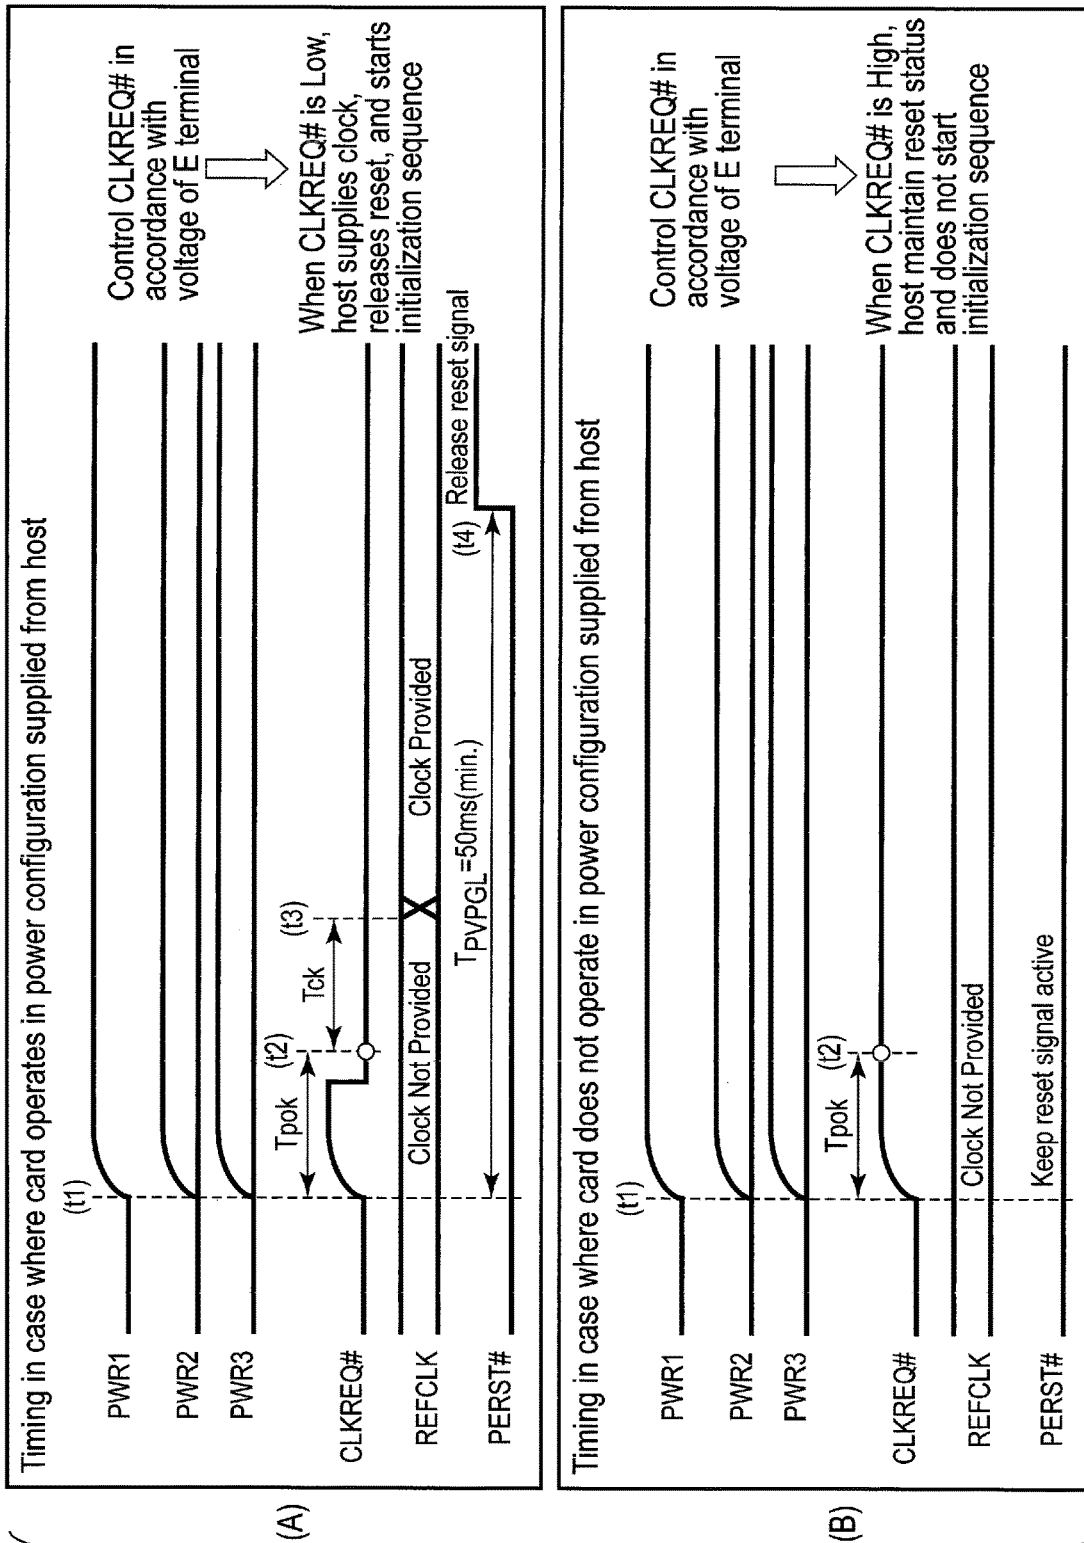 (A)
Timing in case where card operates in power configuration supplied from host
(t1)
PWR1
PWR2
PWR3
Control CLKREQ# in
accordance with
voltage of E terminal
Tpok
(t2)
Tck
(t3)
CLKREQ#
When CLKREQ# is Low,
host supplies clock,
releases reset, and starts
initialization sequence
REFCLK
Clock Not Provided
Clock Provided
TPVPGL=50ms(min.)
(t4)
Release reset signal
PERST#
(B)
Timing in case where card does not operate in power configuration supplied from host
(t1)
PWR1
PWR2
PWR3
Control CLKREQ# in
accordance with
voltage of E terminal
Tpok
(t2)
CLKREQ#
When CLKREQ# is High,
host maintain reset status
and does not start
initialization sequence
REFCLK
Clock Not Provided
PERST#
Keep reset signal active